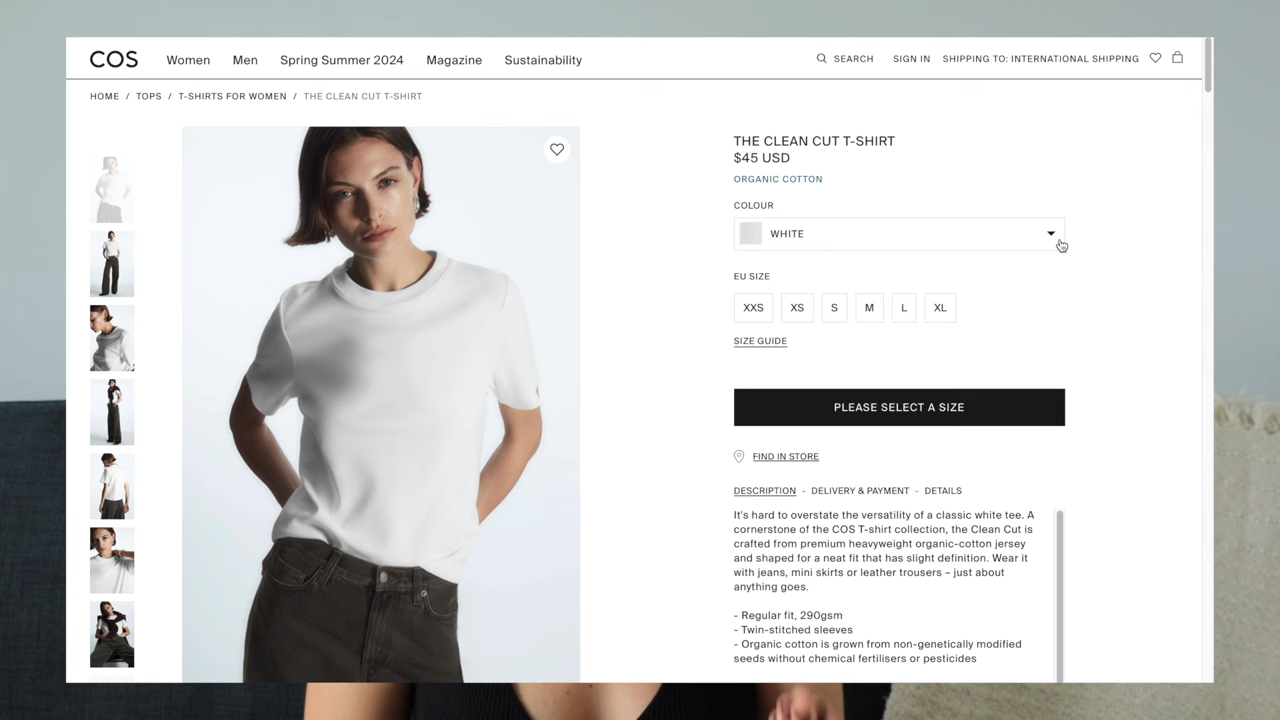 COS
Women Men Spring Summer 2024 Magazine Sustainability
SEARCH SIGN IN SHIPPING TO: INTERNATIONAL SHIPPING
HOME / TOPS / T-SHIRTS FOR WOMEN / THE CLEAN CUT T-SHIRT
THE CLEAN CUT T-SHIRT
$45 USD
ORGANIC COTTON
COLOUR
WHITE
EU SIZE
XXS XS S M L XL
SIZE GUIDE
PLEASE SELECT A SIZE
FIND IN STORE
DESCRIPTION - DELIVERY & PAYMENT - DETAILS
It's hard to overstate the versatility of a classic white tee. A
cornerstone of the COS T-shirt collection, the Clean Cut is
crafted from premium heavyweight organic-cotton jersey
and shaped for a neat fit that has slight definition. Wear it
with jeans, mini skirts or leather trousers – just about
anything goes.
- Regular fit, 290gsm
- Twin-stitched sleeves
- Organic cotton is grown from non-genetically modified
seeds without chemical fertilisers or pesticides